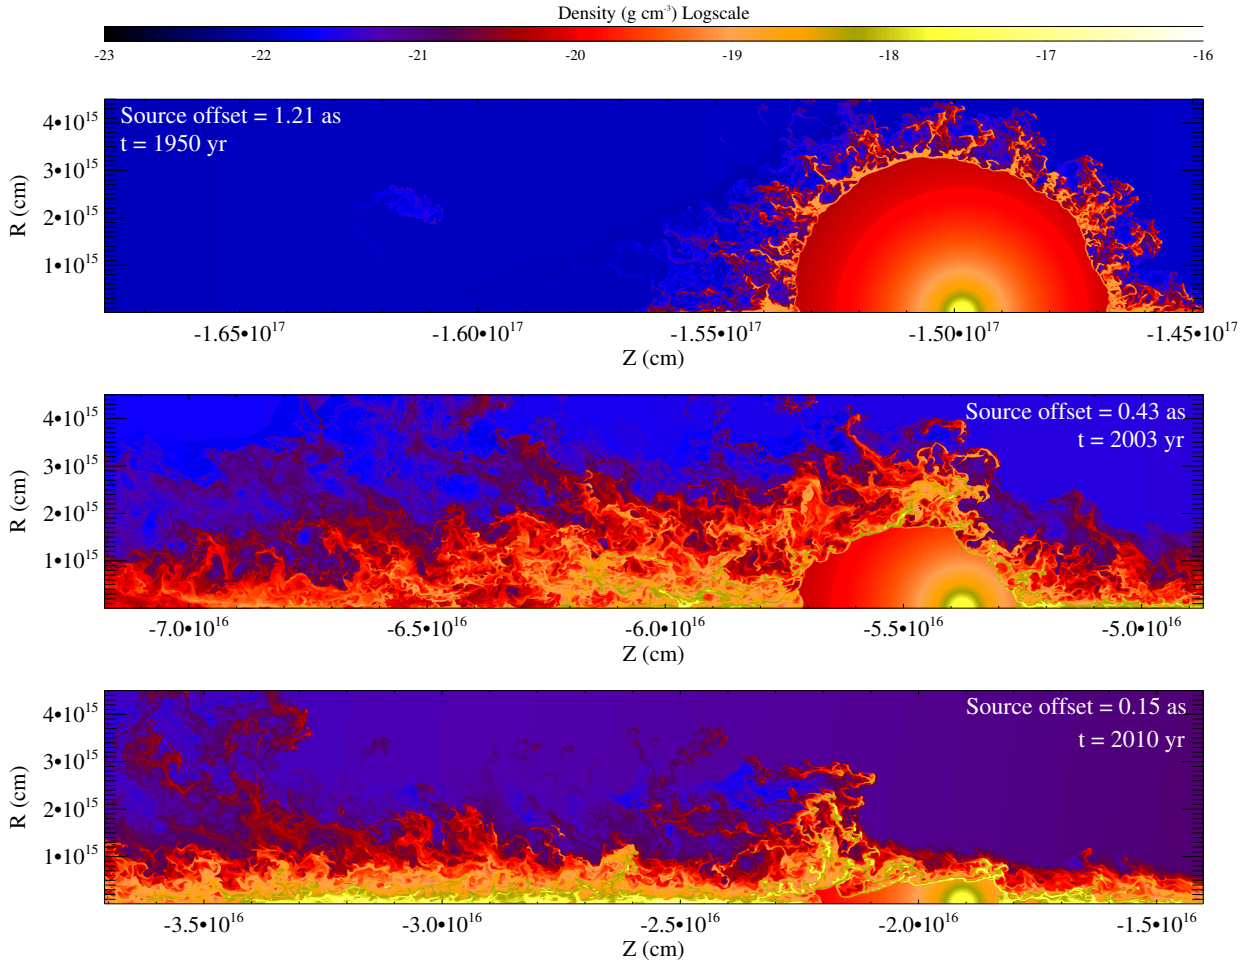 Density (g cm⁻³) Logscale
-23 -22 -21 -20 -19 -18 -17 -16
Source offset = 1.21 as
t = 1950 yr
R (cm)
4•10¹⁵
3•10¹⁵
2•10¹⁵
1•10¹⁵
-1.65•10¹⁷ -1.60•10¹⁷ -1.55•10¹⁷ -1.50•10¹⁷ -1.45•10¹⁷
Z (cm)
Source offset = 0.43 as
t = 2003 yr
R (cm)
4•10¹⁵
3•10¹⁵
2•10¹⁵
1•10¹⁵
-7.0•10¹⁶ -6.5•10¹⁶ -6.0•10¹⁶ -5.5•10¹⁶ -5.0•10¹⁶
Z (cm)
Source offset = 0.15 as
t = 2010 yr
R (cm)
4•10¹⁵
3•10¹⁵
2•10¹⁵
1•10¹⁵
-3.5•10¹⁶ -3.0•10¹⁶ -2.5•10¹⁶ -2.0•10¹⁶ -1.5•10¹⁶
Z (cm)